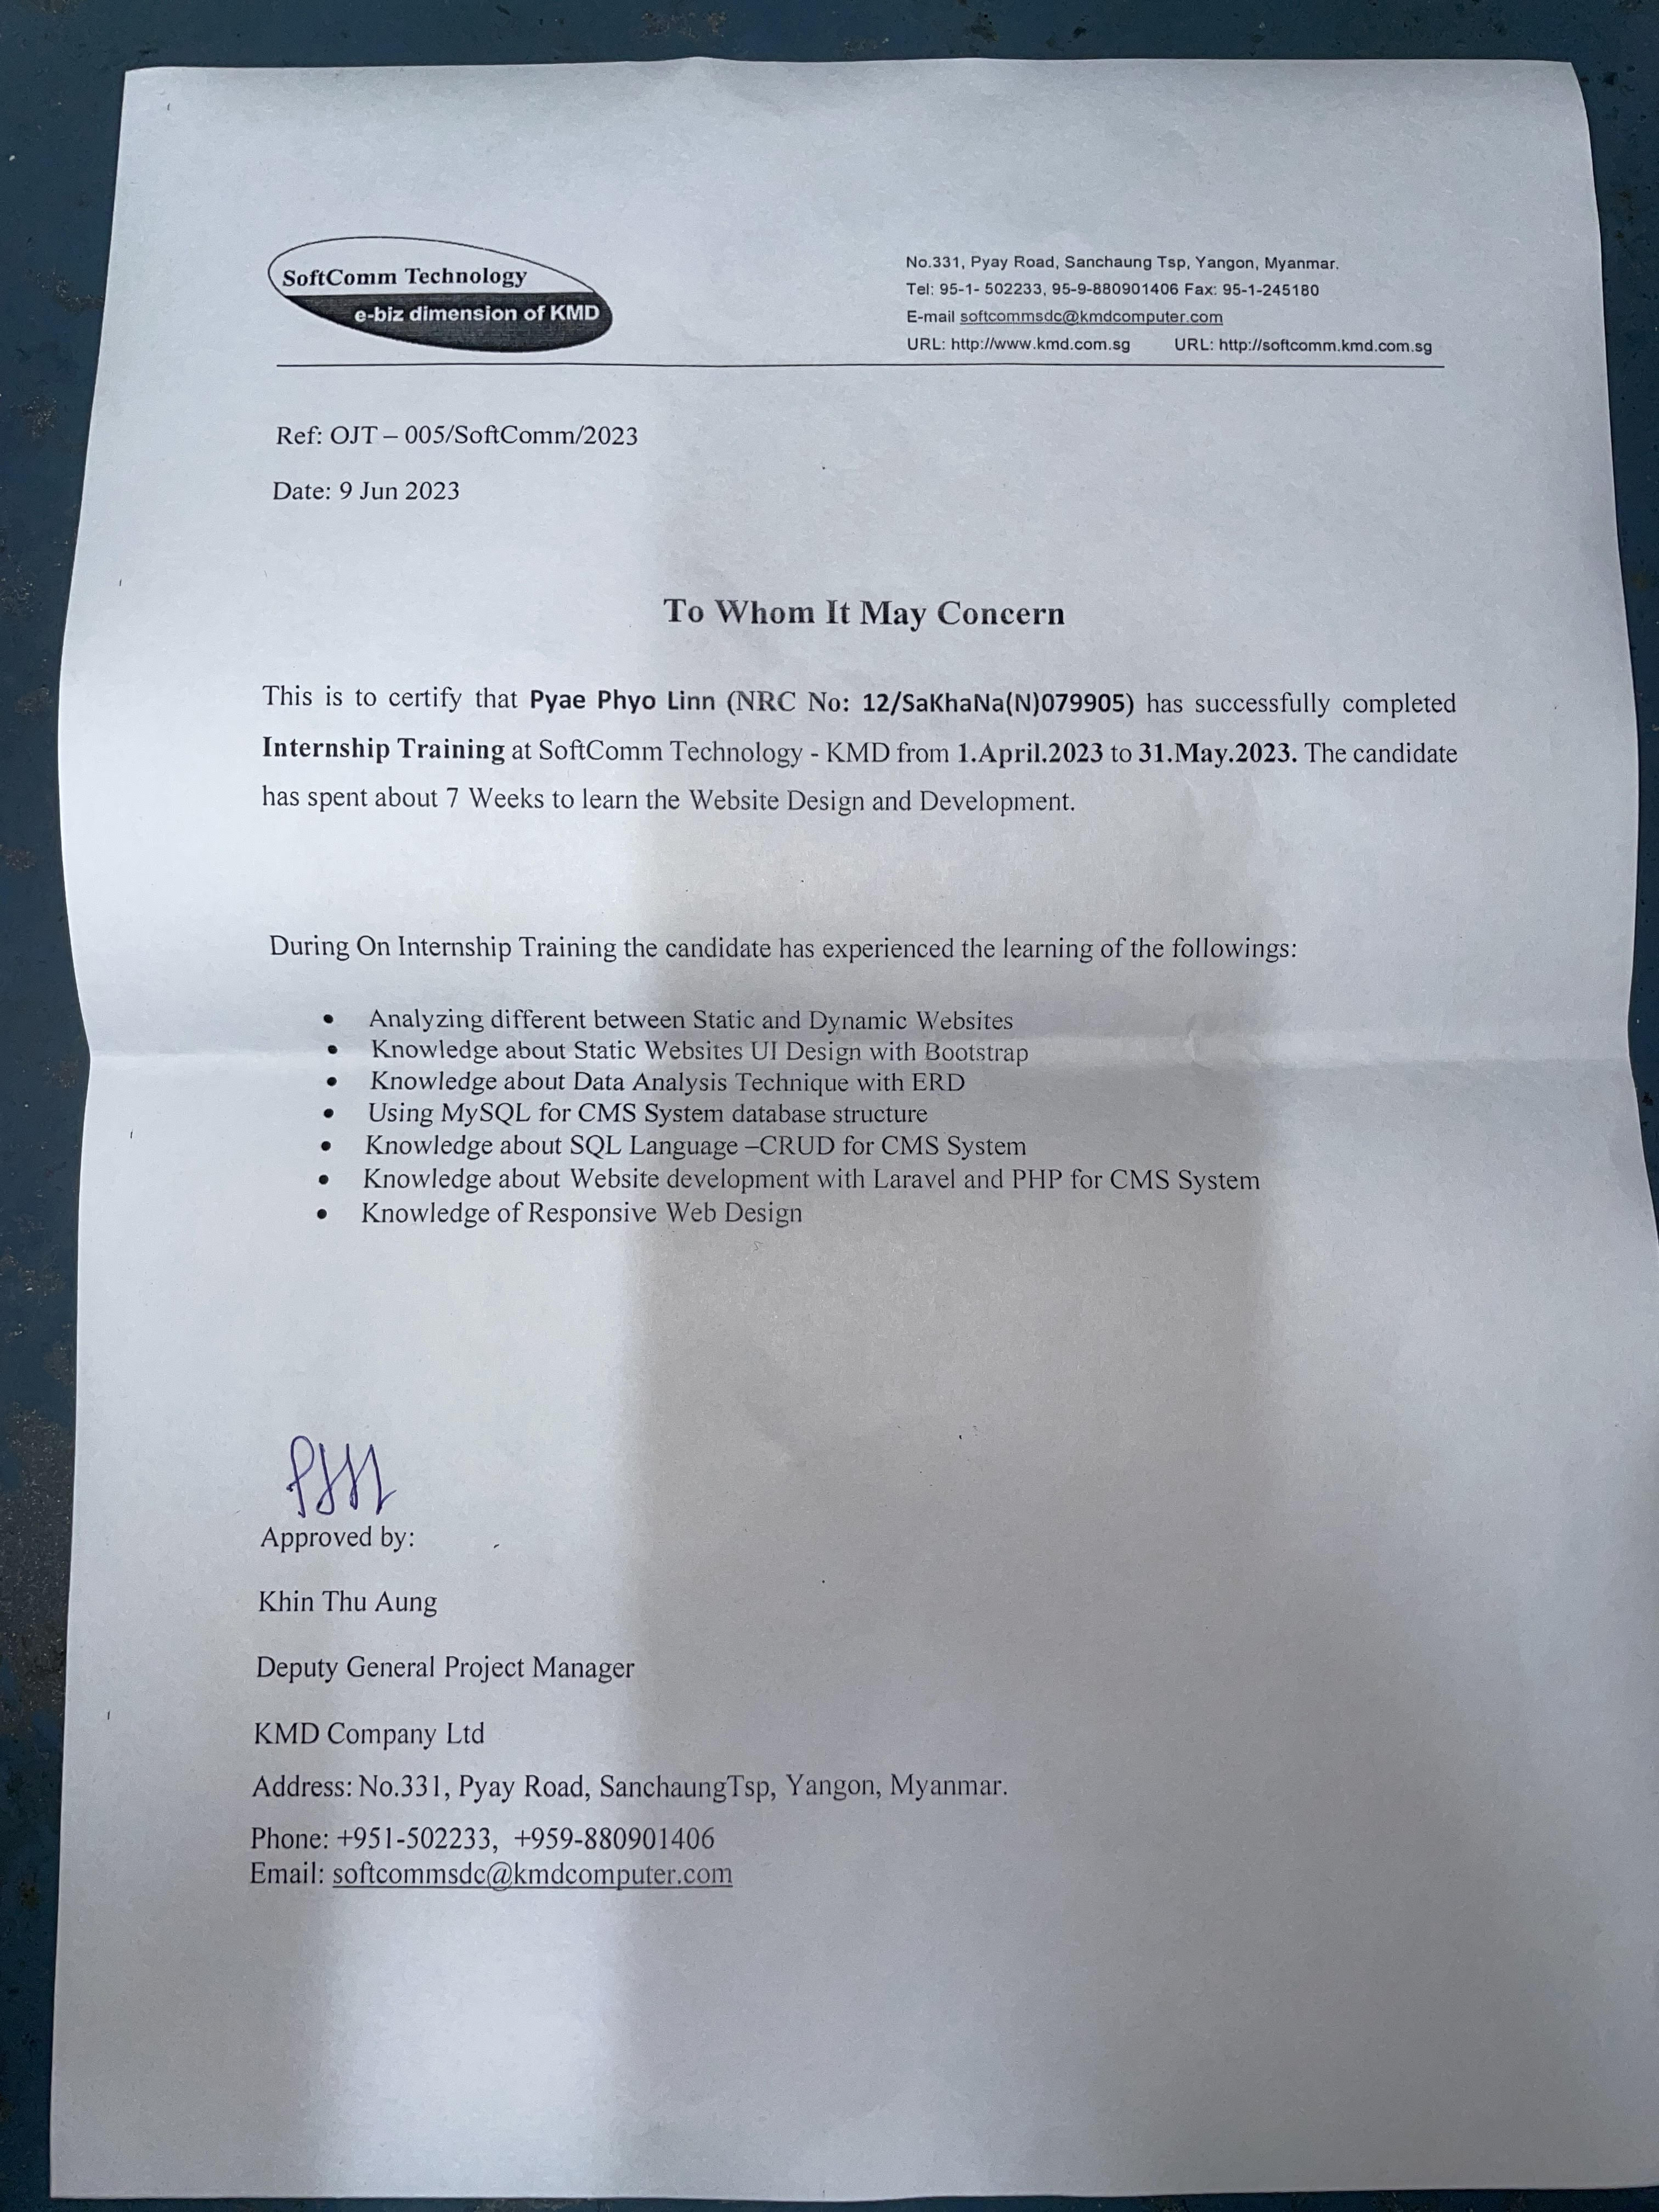 SoftComm Technology
e-biz dimension of KMD
No.331, Pyay Road, Sanchaung Tsp, Yangon, Myanmar.
Tel: 95-1- 502233, 95-9-880901406 Fax: 95-1-245180
E-mail softcommsdc@kmdcomputer.com
URL: http://www.kmd.com.sg URL: http://softcomm.kmd.com.sg
Ref: OJT – 005/SoftComm/2023
Date: 9 Jun 2023
To Whom It May Concern
This is to certify that Pyae Phyo Linn (NRC No: 12/SaKhaNa(N)079905) has successfully completed
Internship Training at SoftComm Technology - KMD from 1.April.2023 to 31.May.2023. The candidate
has spent about 7 Weeks to learn the Website Design and Development.
During On Internship Training the candidate has experienced the learning of the followings:
• Analyzing different between Static and Dynamic Websites
• Knowledge about Static Websites UI Design with Bootstrap
• Knowledge about Data Analysis Technique with ERD
• Using MySQL for CMS System database structure
• Knowledge about SQL Language –CRUD for CMS System
• Knowledge about Website development with Laravel and PHP for CMS System
• Knowledge of Responsive Web Design
Approved by:
Khin Thu Aung
Deputy General Project Manager
KMD Company Ltd
Address: No.331, Pyay Road, SanchaungTsp, Yangon, Myanmar.
Phone: +951-502233, +959-880901406
Email: softcommsdc@kmdcomputer.com